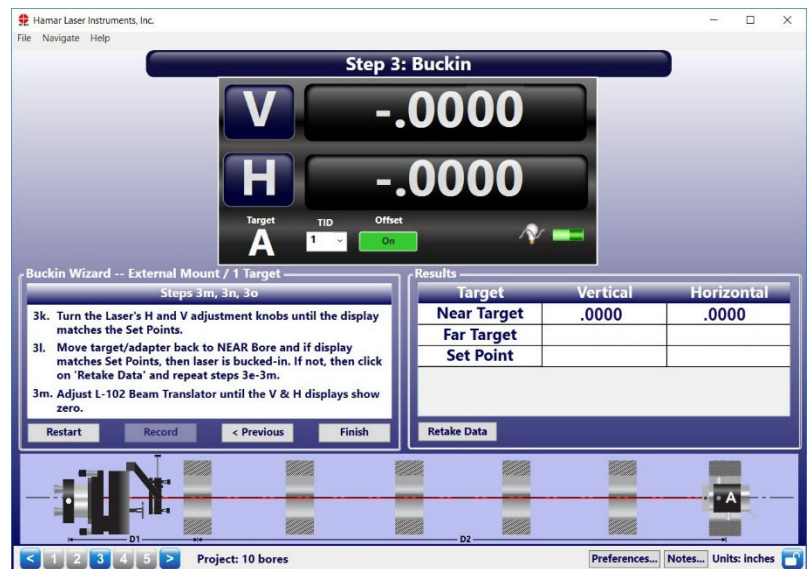 Hamar Laser Instruments, Inc.
File Navigate Help
Step 3: Buckin
V -.0000
H -.0000
Target TID Offset
A 1 On
Buckin Wizard -- External Mount / 1 Target
Steps 3m, 3n, 3o
3k. Turn the Laser's H and V adjustment knobs until the display
matches the Set Points.
3l. Move target/adapter back to NEAR Bore and if display
matches Set Points, then laser is bucked-in. If not, then click
on 'Retake Data' and repeat steps 3e-3m.
3m. Adjust L-102 Beam Translator until the V & H displays show
zero.
Restart Record < Previous Finish
Results
Target Vertical Horizontal
Near Target .0000 .0000
Far Target
Set Point
Retake Data
A
D1 D2
< 1 2 3 4 5 > Project: 10 bores Preferences... Notes... Units: inches